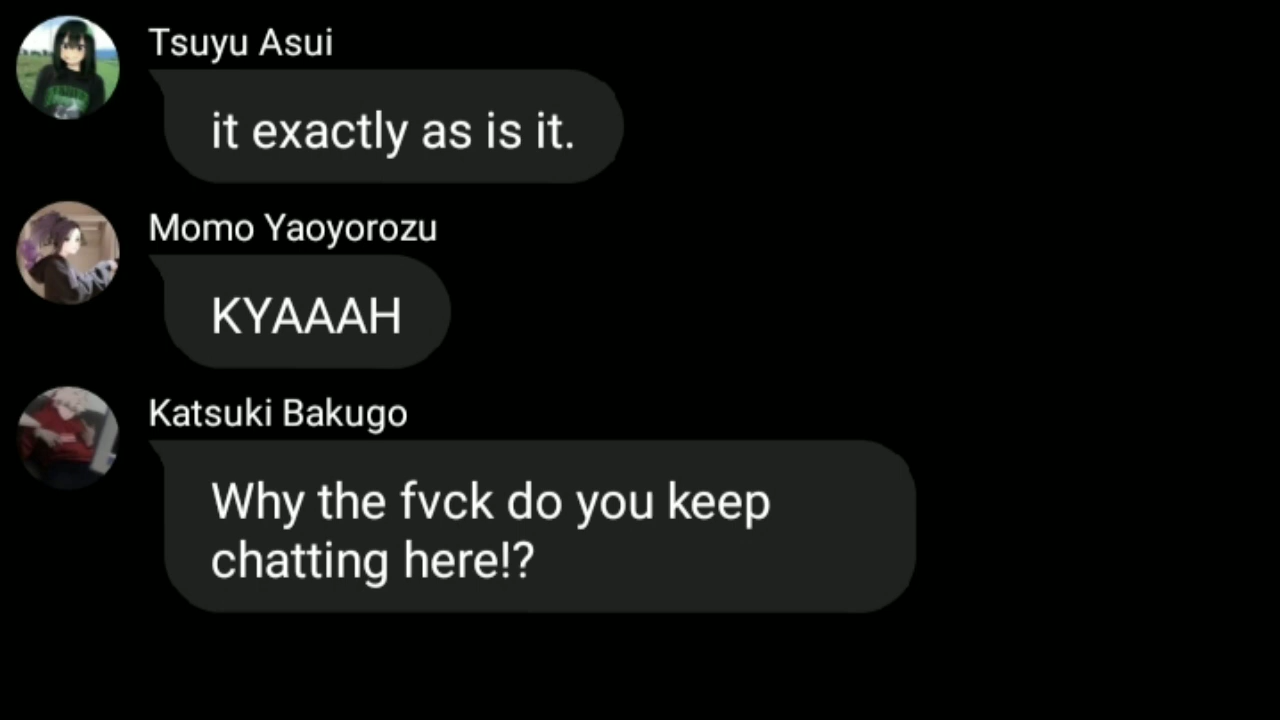 Tsuyu Asui
it exactly as is it.
Momo Yaoyorozu
KYAAAH
Katsuki Bakugo
Why the fvck do you keep
chatting here!?